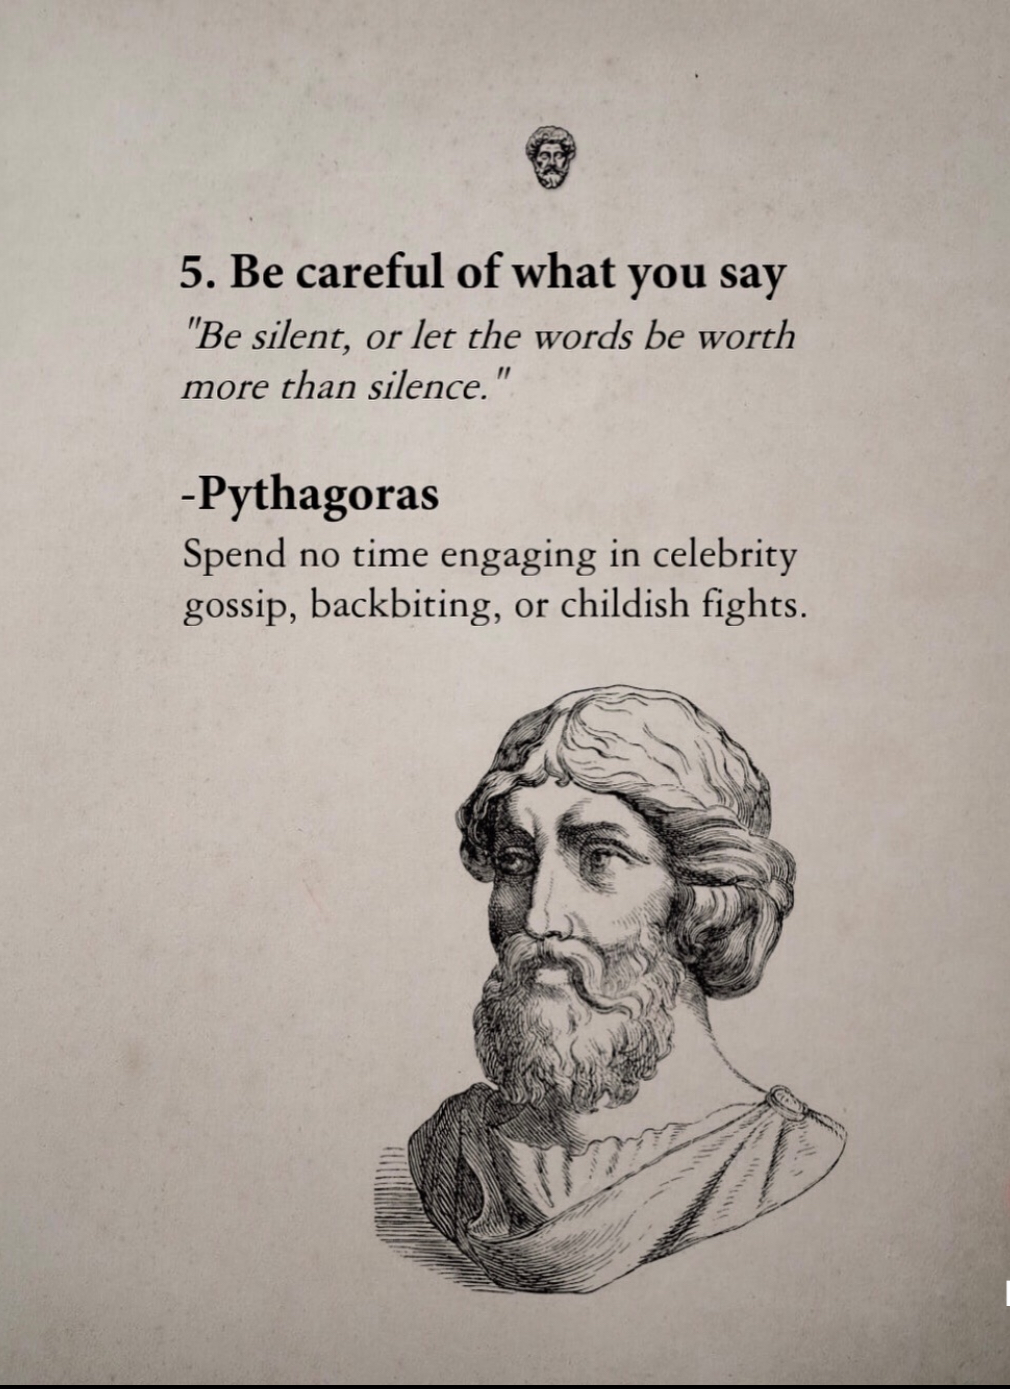 5. Be careful of what you say
"Be silent, or let the words be worth
more than silence."
-Pythagoras
Spend no time engaging in celebrity
gossip, backbiting, or childish fights.